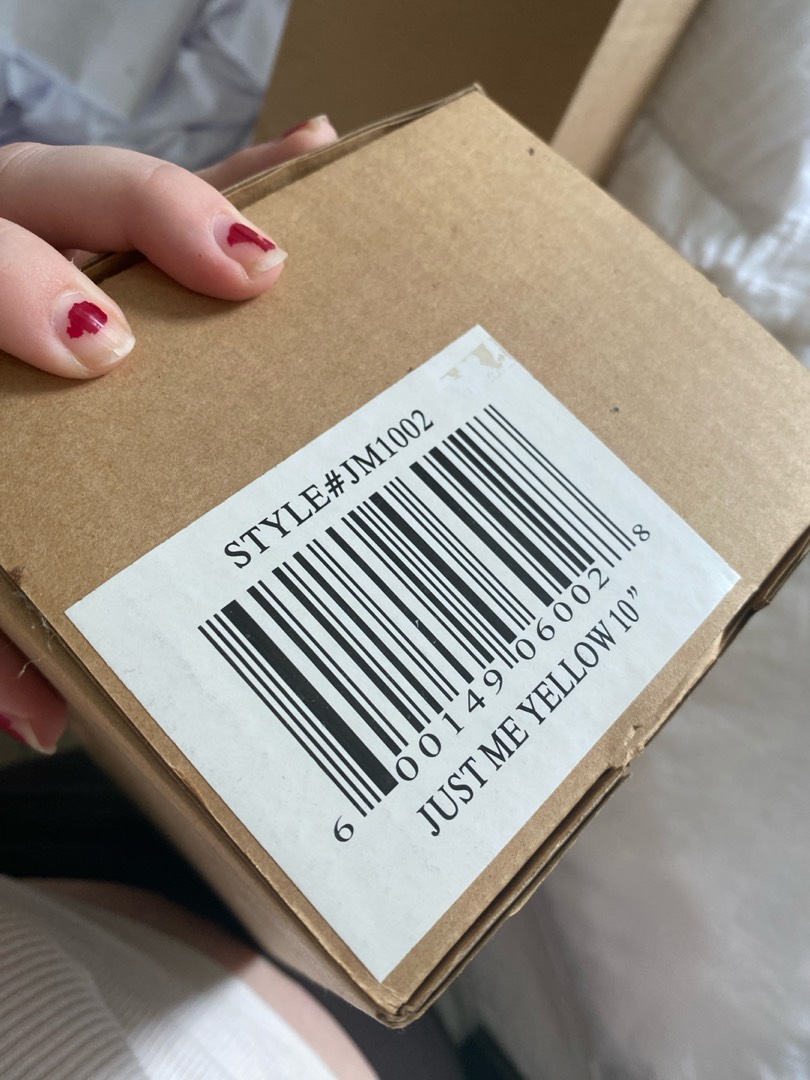 STYLE#JM1002
6 00149 06002 8
JUST ME YELLOW 10”